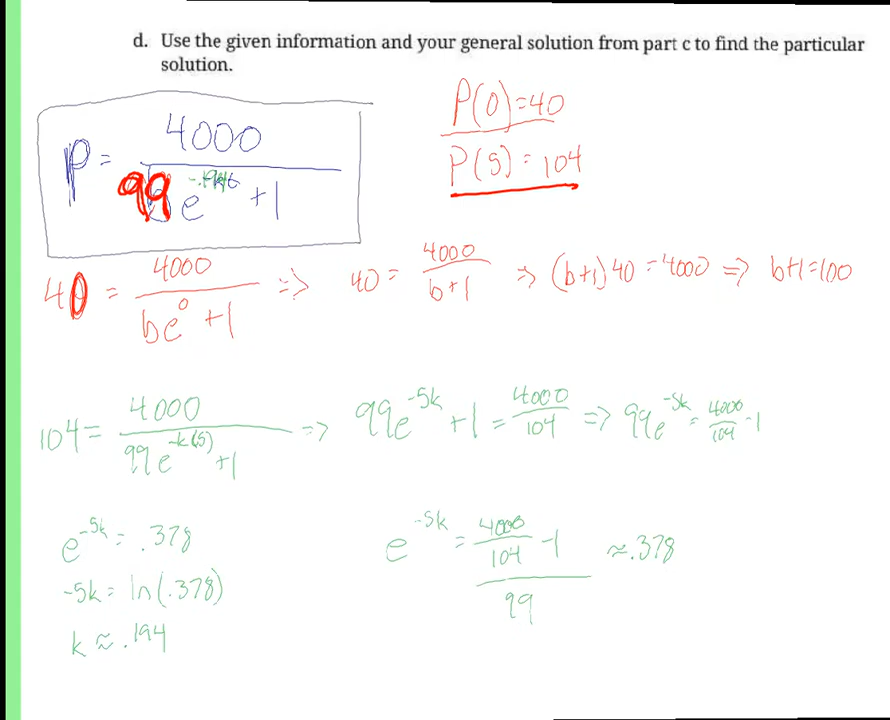 d. Use the given information and your general solution from part c to find the particular
solution.
P(0)=40
P(5)=104
P = 4000 / (99e^(-.194t) + 1)
40 = 4000 / (be^0 + 1) => 40 = 4000 / (b+1) => (b+1)40 = 4000 => b+1=100
104 = 4000 / (99e^(-k(5)) + 1) => 99e^(-5k) + 1 = 4000/104 => 99e^(-5k) = 4000/104 - 1
e^(-5k) = .378
e^(-5k) = (4000/104 - 1) / 99 ≈ .378
-5k = ln(.378)
k ≈ .194